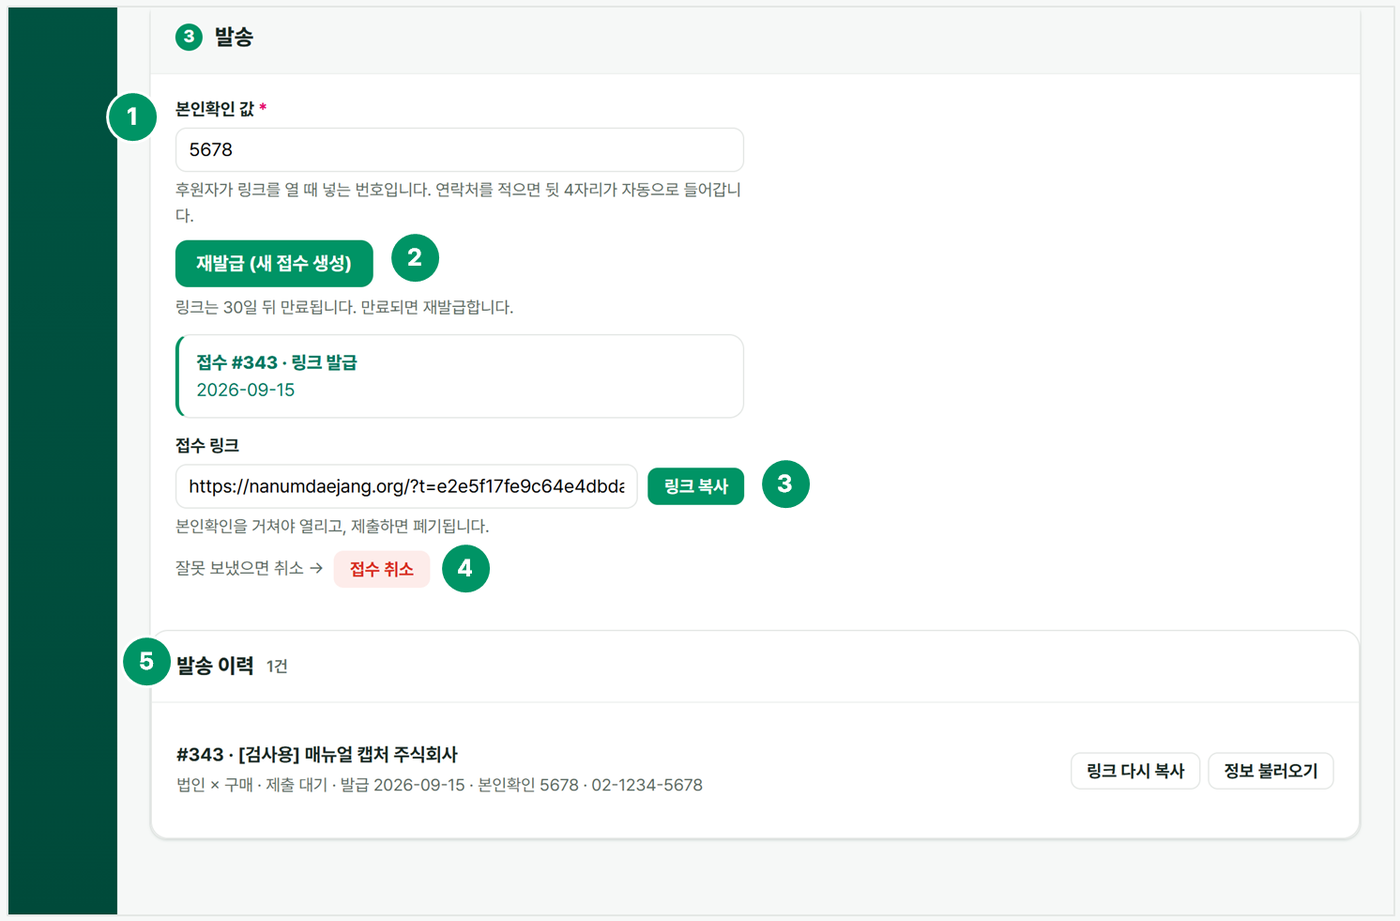 3 발송
1
본인확인 값 *
5678
후원자가 링크를 열 때 넣는 번호입니다. 연락처를 적으면 뒷 4자리가 자동으로 들어갑니
다.
재발급 (새 접수 생성)
2
링크는 30일 뒤 만료됩니다. 만료되면 재발급합니다.
접수 #343 · 링크 발급
2026-09-15
접수 링크
https://nanumdaejang.org/?t=e2e5f17fe9c64e4dbda
링크 복사
3
본인확인을 거쳐야 열리고, 제출하면 폐기됩니다.
잘못 보냈으면 취소 → 접수 취소
4
5
발송 이력 1건
#343 · [검사용] 매뉴얼 캡처 주식회사
법인 × 구매 · 제출 대기 · 발급 2026-09-15 · 본인확인 5678 · 02-1234-5678
링크 다시 복사
정보 불러오기